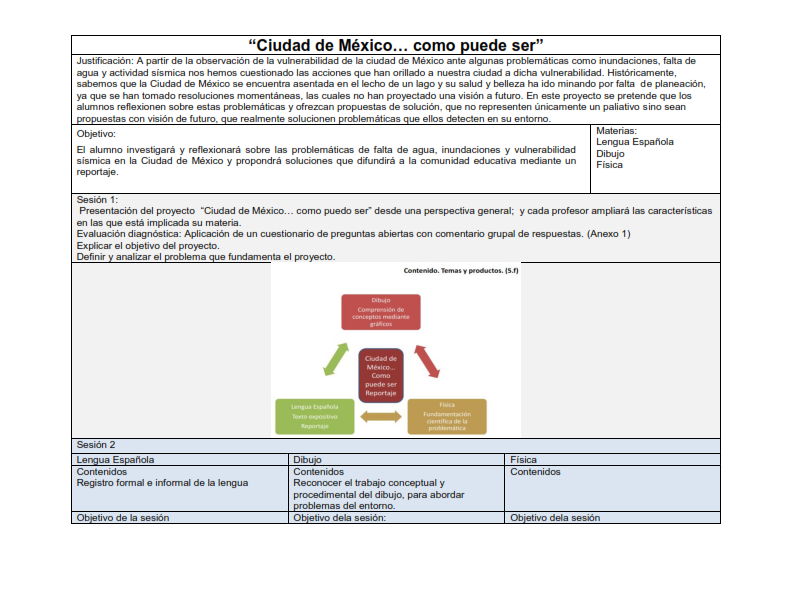 “Ciudad de México… como puede ser”
Justificación: A partir de la observación de la vulnerabilidad de la ciudad de México ante algunas problemáticas como inundaciones, falta de
agua y actividad sísmica nos hemos cuestionado las acciones que han orillado a nuestra ciudad a dicha vulnerabilidad. Históricamente,
sabemos que la Ciudad de México se encuentra asentada en el lecho de un lago y su salud y belleza ha ido minando por falta de planeación,
ya que se han tomado resoluciones momentáneas, las cuales no han proyectado una visión a futuro. En este proyecto se pretende que los
alumnos reflexionen sobre estas problemáticas y ofrezcan propuestas de solución, que no representen únicamente un paliativo sino sean
propuestas con visión de futuro, que realmente solucionen problemáticas que ellos detecten en su entorno.
Objetivo:
El alumno investigará y reflexionará sobre las problemáticas de falta de agua, inundaciones y vulnerabilidad
sísmica en la Ciudad de México y propondrá soluciones que difundirá a la comunidad educativa mediante un
reportaje.
Materias:
Lengua Española
Dibujo
Física
Sesión 1:
Presentación del proyecto “Ciudad de México… como puedo ser” desde una perspectiva general; y cada profesor ampliará las características
en las que está implicada su materia.
Evaluación diagnóstica: Aplicación de un cuestionario de preguntas abiertas con comentario grupal de respuestas. (Anexo 1)
Explicar el objetivo del proyecto.
Definir y analizar el problema que fundamenta el proyecto.
Contenido. Temas y productos. (5.f)
Dibujo
Comprensión de
conceptos mediante
gráficos
Ciudad de
México...
Como
puede ser
Reportaje
Lengua Española
Texto expositivo
Reportaje
Física
Fundamentación
científica de la
problemática
Sesión 2
Lengua Española
Dibujo
Física
Contenidos
Registro formal e informal de la lengua
Contenidos
Reconocer el trabajo conceptual y
procedimental del dibujo, para abordar
problemas del entorno.
Contenidos
Objetivo de la sesión
Objetivo dela sesión:
Objetivo dela sesión